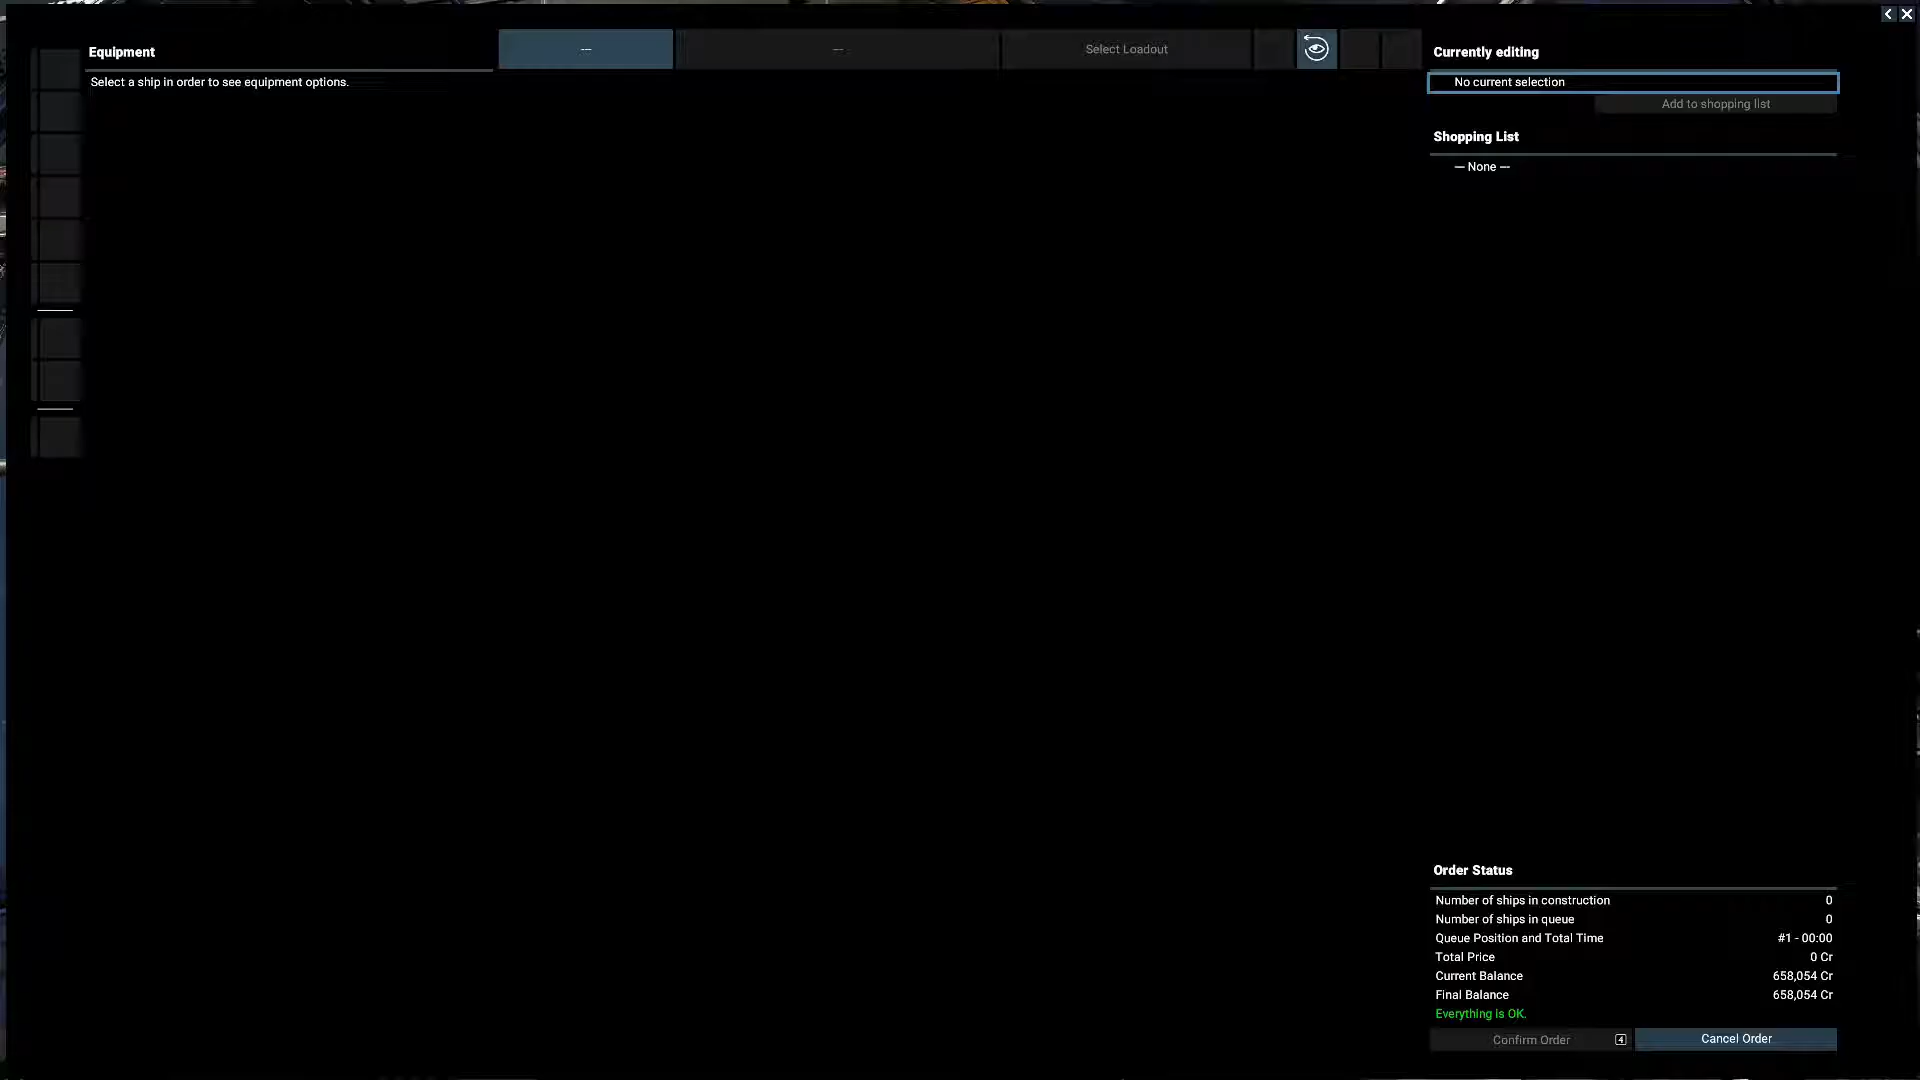 Equipment
Select a ship in order to see equipment options.
---
---
Select Loadout
Currently editing
No current selection
Add to shopping list
Shopping List
— None —
Order Status
Number of ships in construction 0
Number of ships in queue 0
Queue Position and Total Time #1 - 00:00
Total Price 0 Cr
Current Balance 658,054 Cr
Final Balance 658,054 Cr
Everything is OK.
Confirm Order 4
Cancel Order